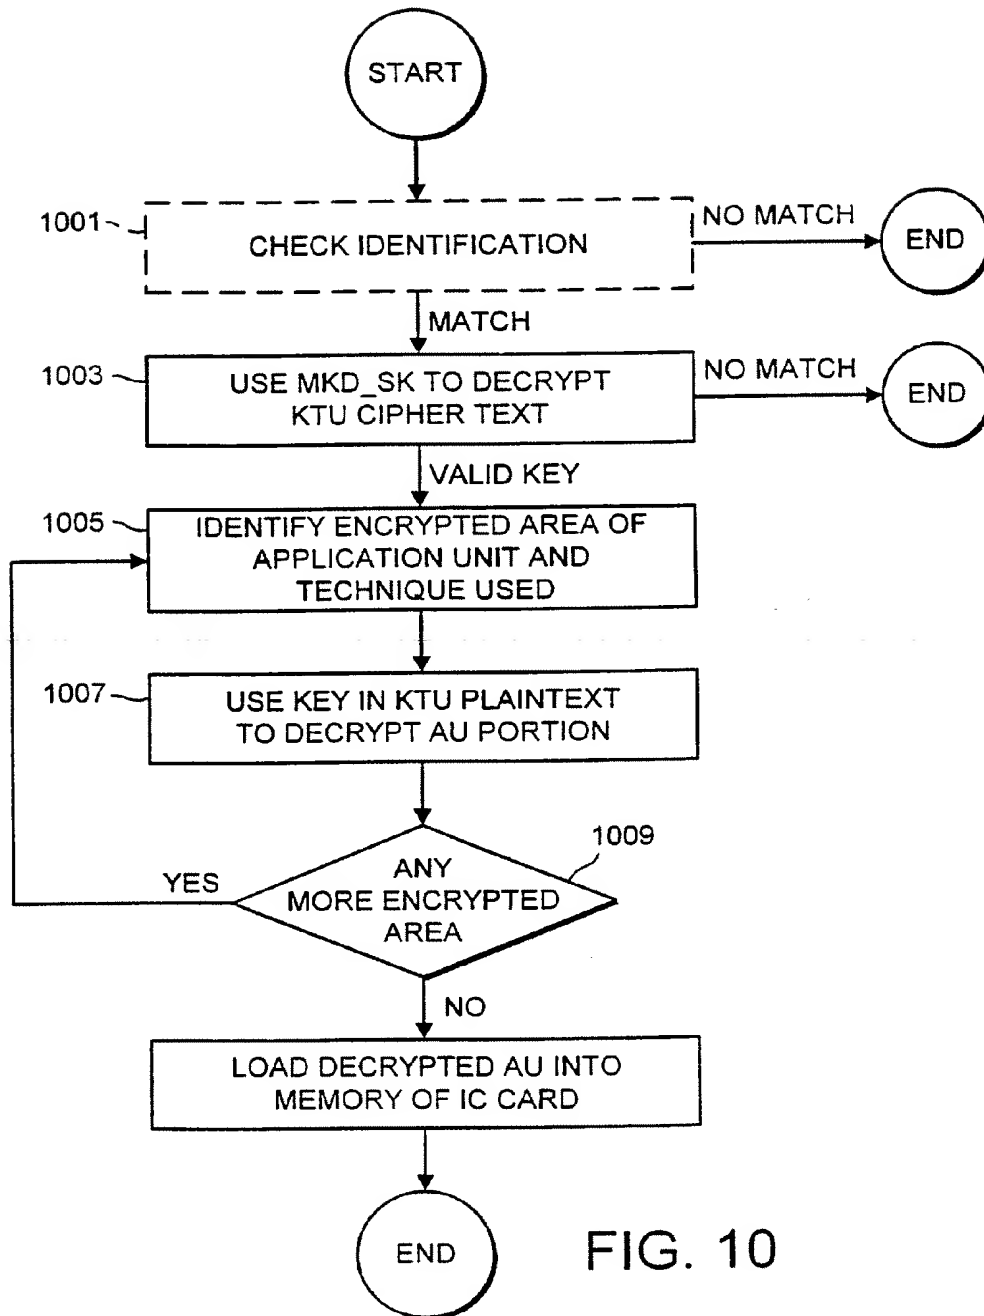 START
1001
CHECK IDENTIFICATION
NO MATCH
END
MATCH
1003
USE MKD_SK TO DECRYPT
KTU CIPHER TEXT
NO MATCH
END
VALID KEY
1005
IDENTIFY ENCRYPTED AREA OF
APPLICATION UNIT AND
TECHNIQUE USED
1007
USE KEY IN KTU PLAINTEXT
TO DECRYPT AU PORTION
1009
YES
ANY
MORE ENCRYPTED
AREA
NO
LOAD DECRYPTED AU INTO
MEMORY OF IC CARD
END
FIG. 10